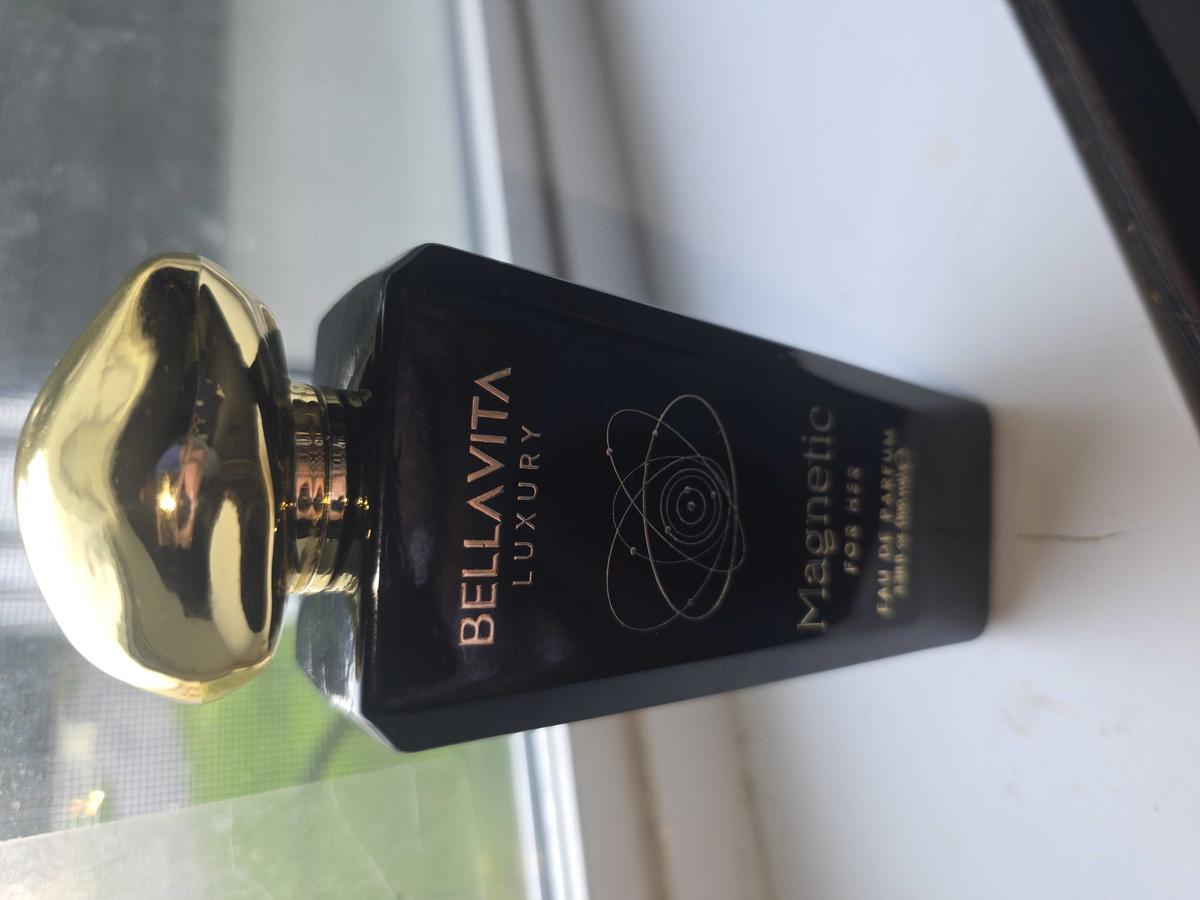 BELLAVITA
LUXURY
Magnetic
FOR HER
EAU DE PARFUM